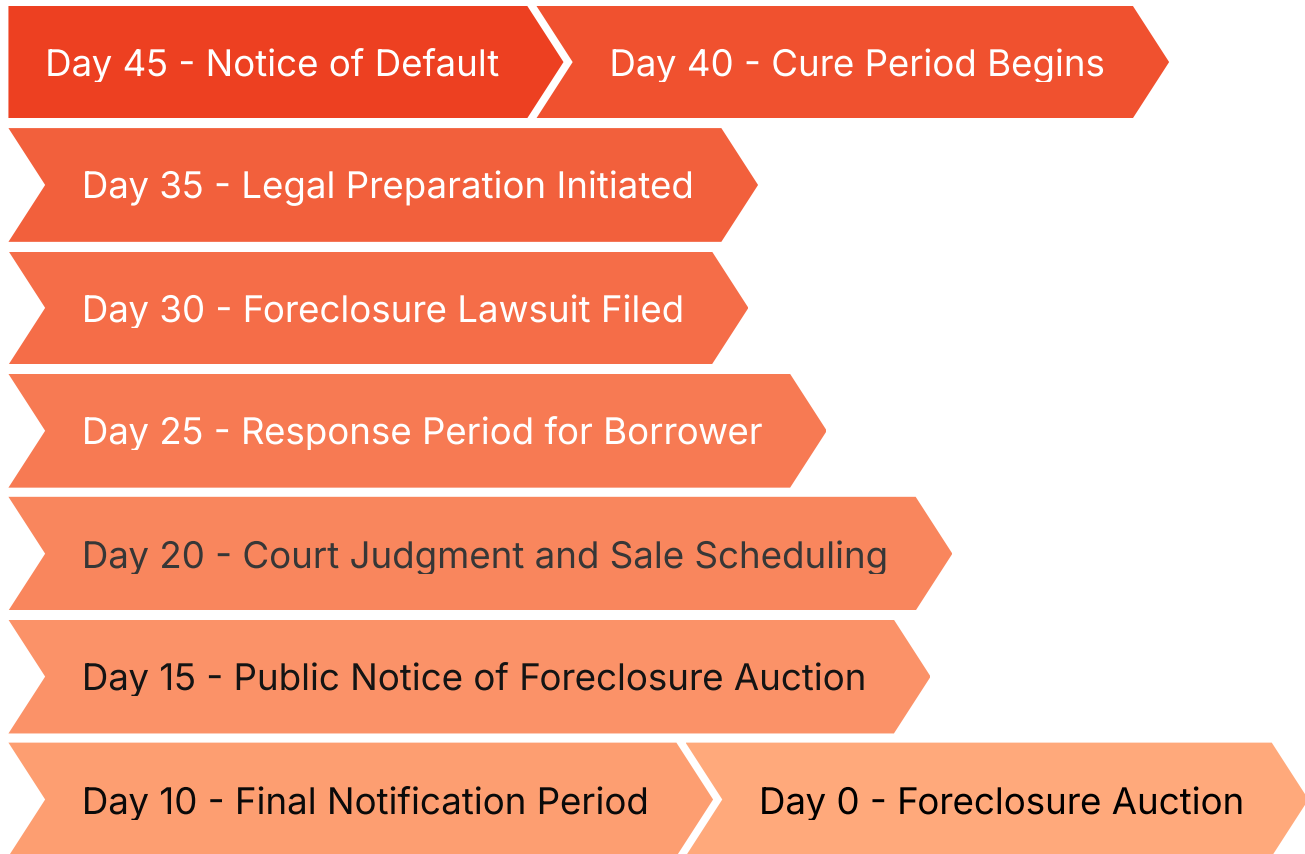 Day 45 - Notice of Default
Day 40 - Cure Period Begins
Day 35 - Legal Preparation Initiated
Day 30 - Foreclosure Lawsuit Filed
Day 25 - Response Period for Borrower
Day 20 - Court Judgment and Sale Scheduling
Day 15 - Public Notice of Foreclosure Auction
Day 10 - Final Notification Period
Day 0 - Foreclosure Auction